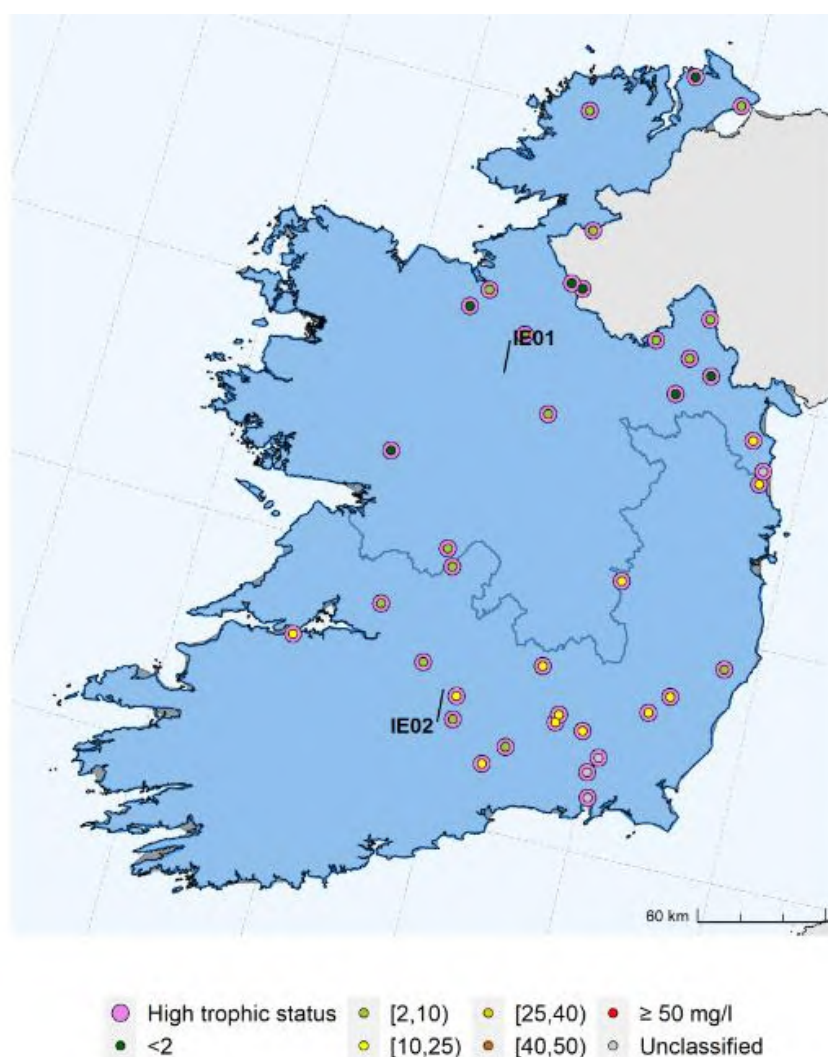 IE01
IE02
60 km
High trophic status [2,10) [25,40) ≥ 50 mg/l
<2 [10,25) [40,50) Unclassified